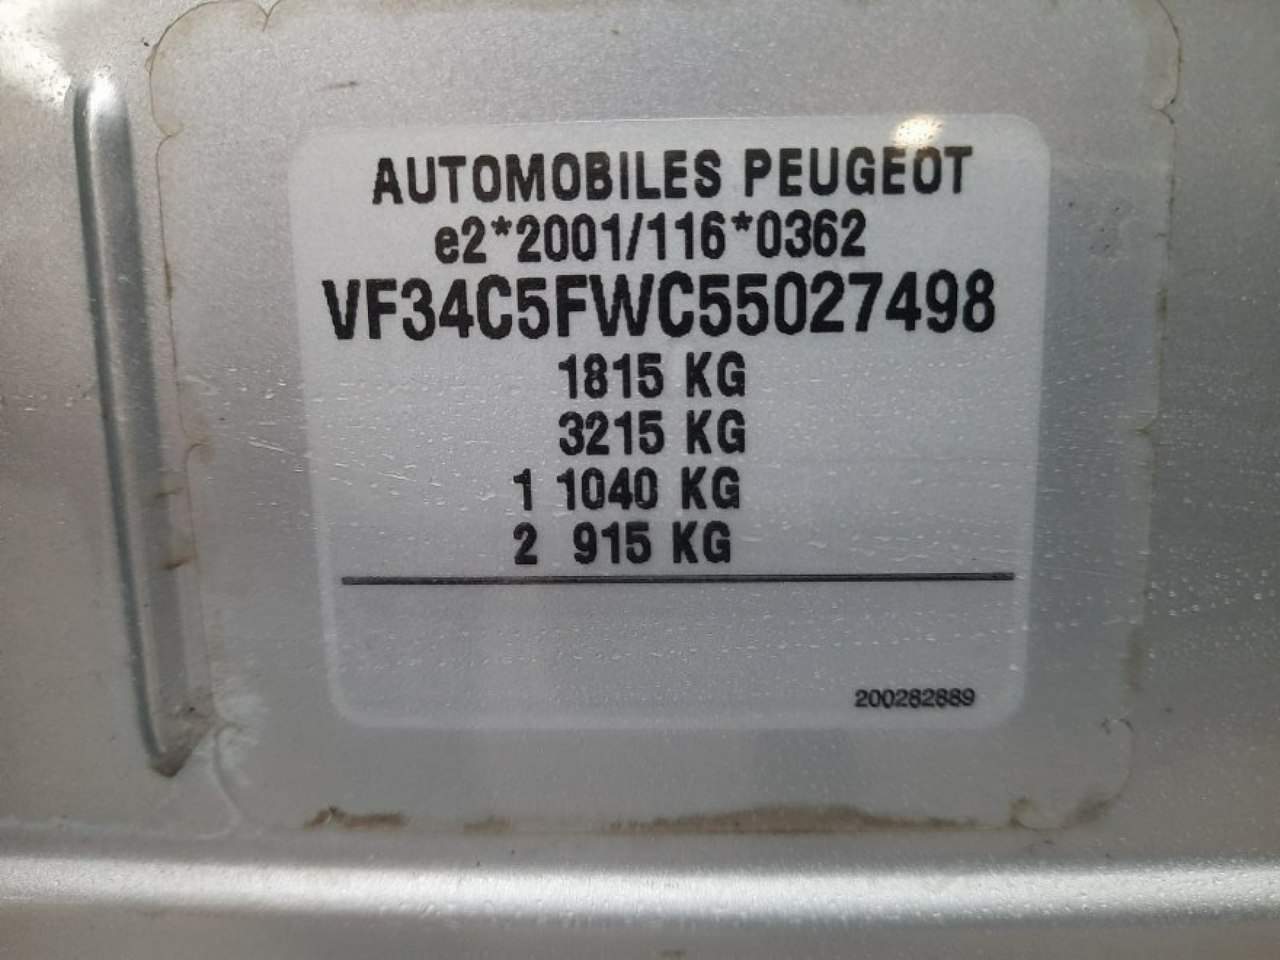 AUTOMOBILES PEUGEOT
e2*2001/116*0362
VF34C5FWC55027498
1815 KG
3215 KG
1 1040 KG
2 915 KG
200282889